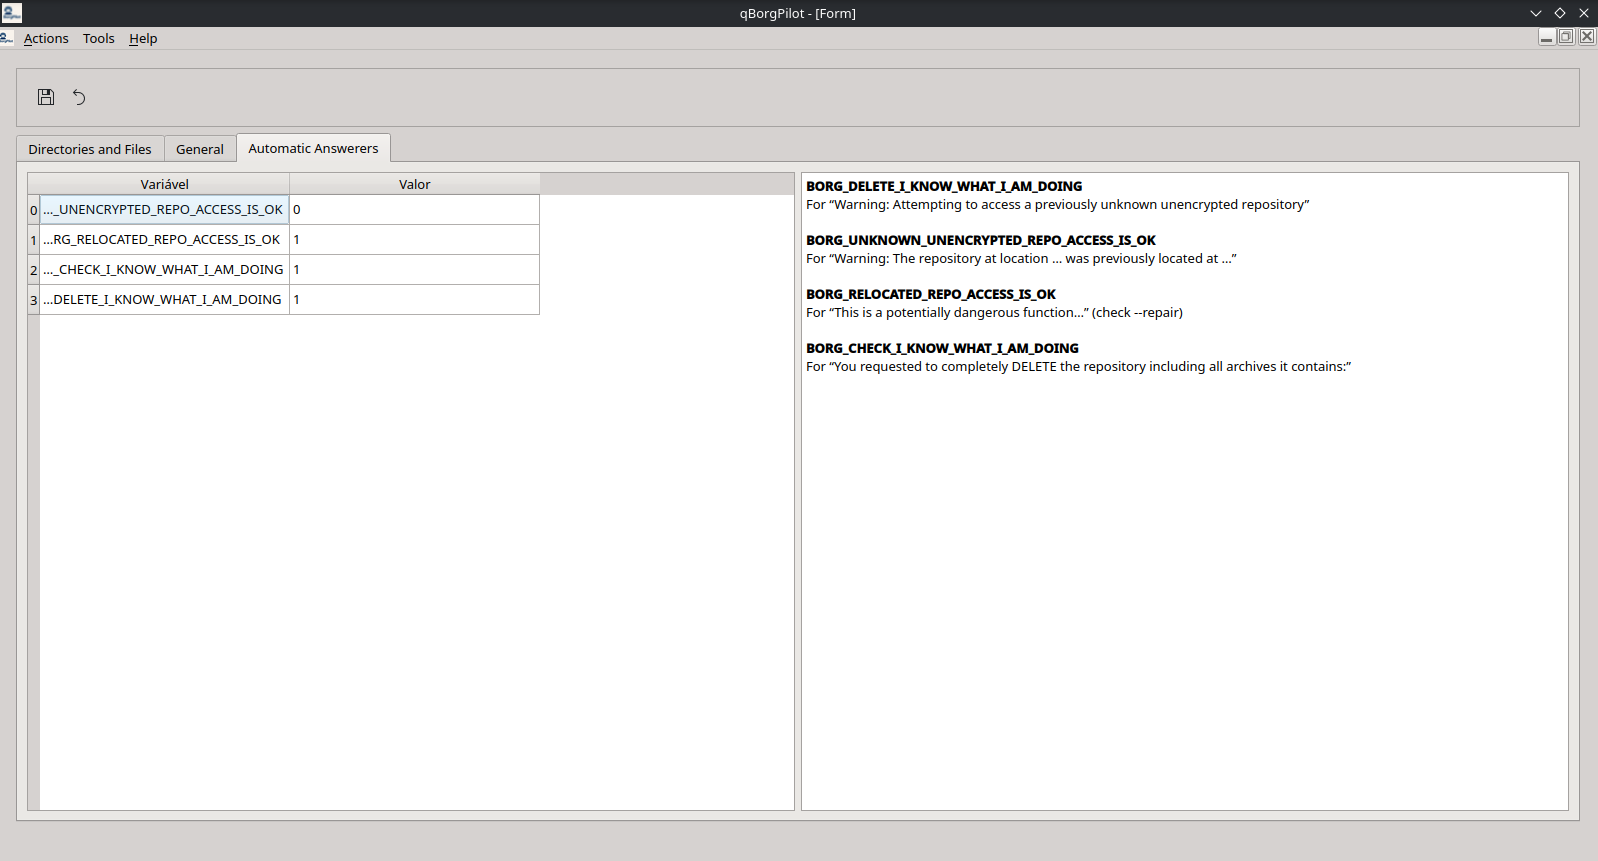 qBorgPilot - [Form]
Actions Tools Help
Directories and Files General Automatic Answerers
Variável Valor
0 ..._UNENCRYPTED_REPO_ACCESS_IS_OK 0
1 ...RG_RELOCATED_REPO_ACCESS_IS_OK 1
2 ..._CHECK_I_KNOW_WHAT_I_AM_DOING 1
3 ...DELETE_I_KNOW_WHAT_I_AM_DOING 1
BORG_DELETE_I_KNOW_WHAT_I_AM_DOING
For “Warning: Attempting to access a previously unknown unencrypted repository”
BORG_UNKNOWN_UNENCRYPTED_REPO_ACCESS_IS_OK
For “Warning: The repository at location ... was previously located at ...”
BORG_RELOCATED_REPO_ACCESS_IS_OK
For “This is a potentially dangerous function...” (check --repair)
BORG_CHECK_I_KNOW_WHAT_I_AM_DOING
For “You requested to completely DELETE the repository including all archives it contains:”